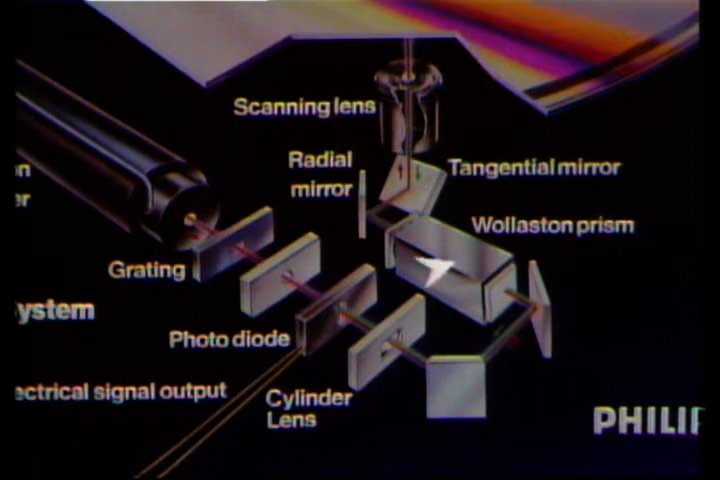 Scanning lens
Radial
mirror
Tangential mirror
Wollaston prism
Grating
ystem
Photo diode
ectrical signal output
Cylinder
Lens
PHILI